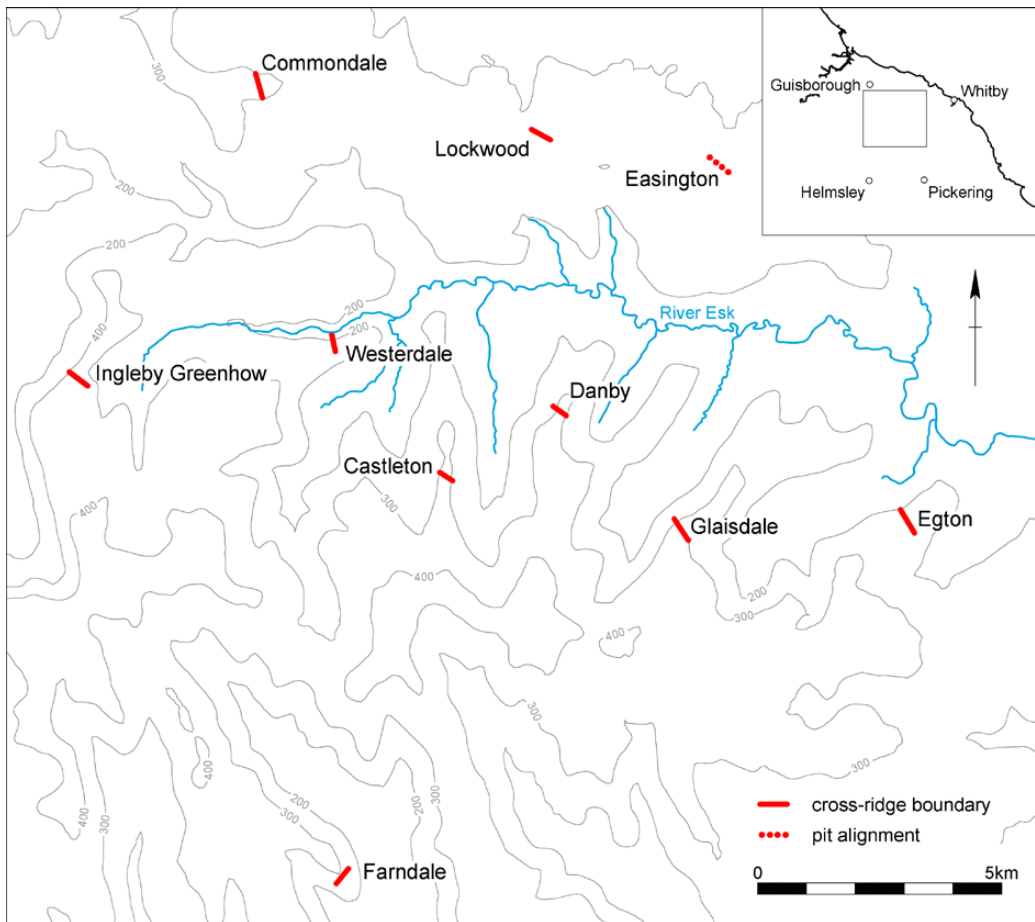 Commondale
300
Guisborough
Whitby
Lockwood
Easington
Helmsley
Pickering
200
200
200
200
River Esk
400
Westerdale
Ingleby Greenhow
Danby
Castleton
300
400
Egton
Glaisdale
400
200
300
400
300
200
400
300
200
300
300
400
300
cross-ridge boundary
pit alignment
Farndale
0
5km